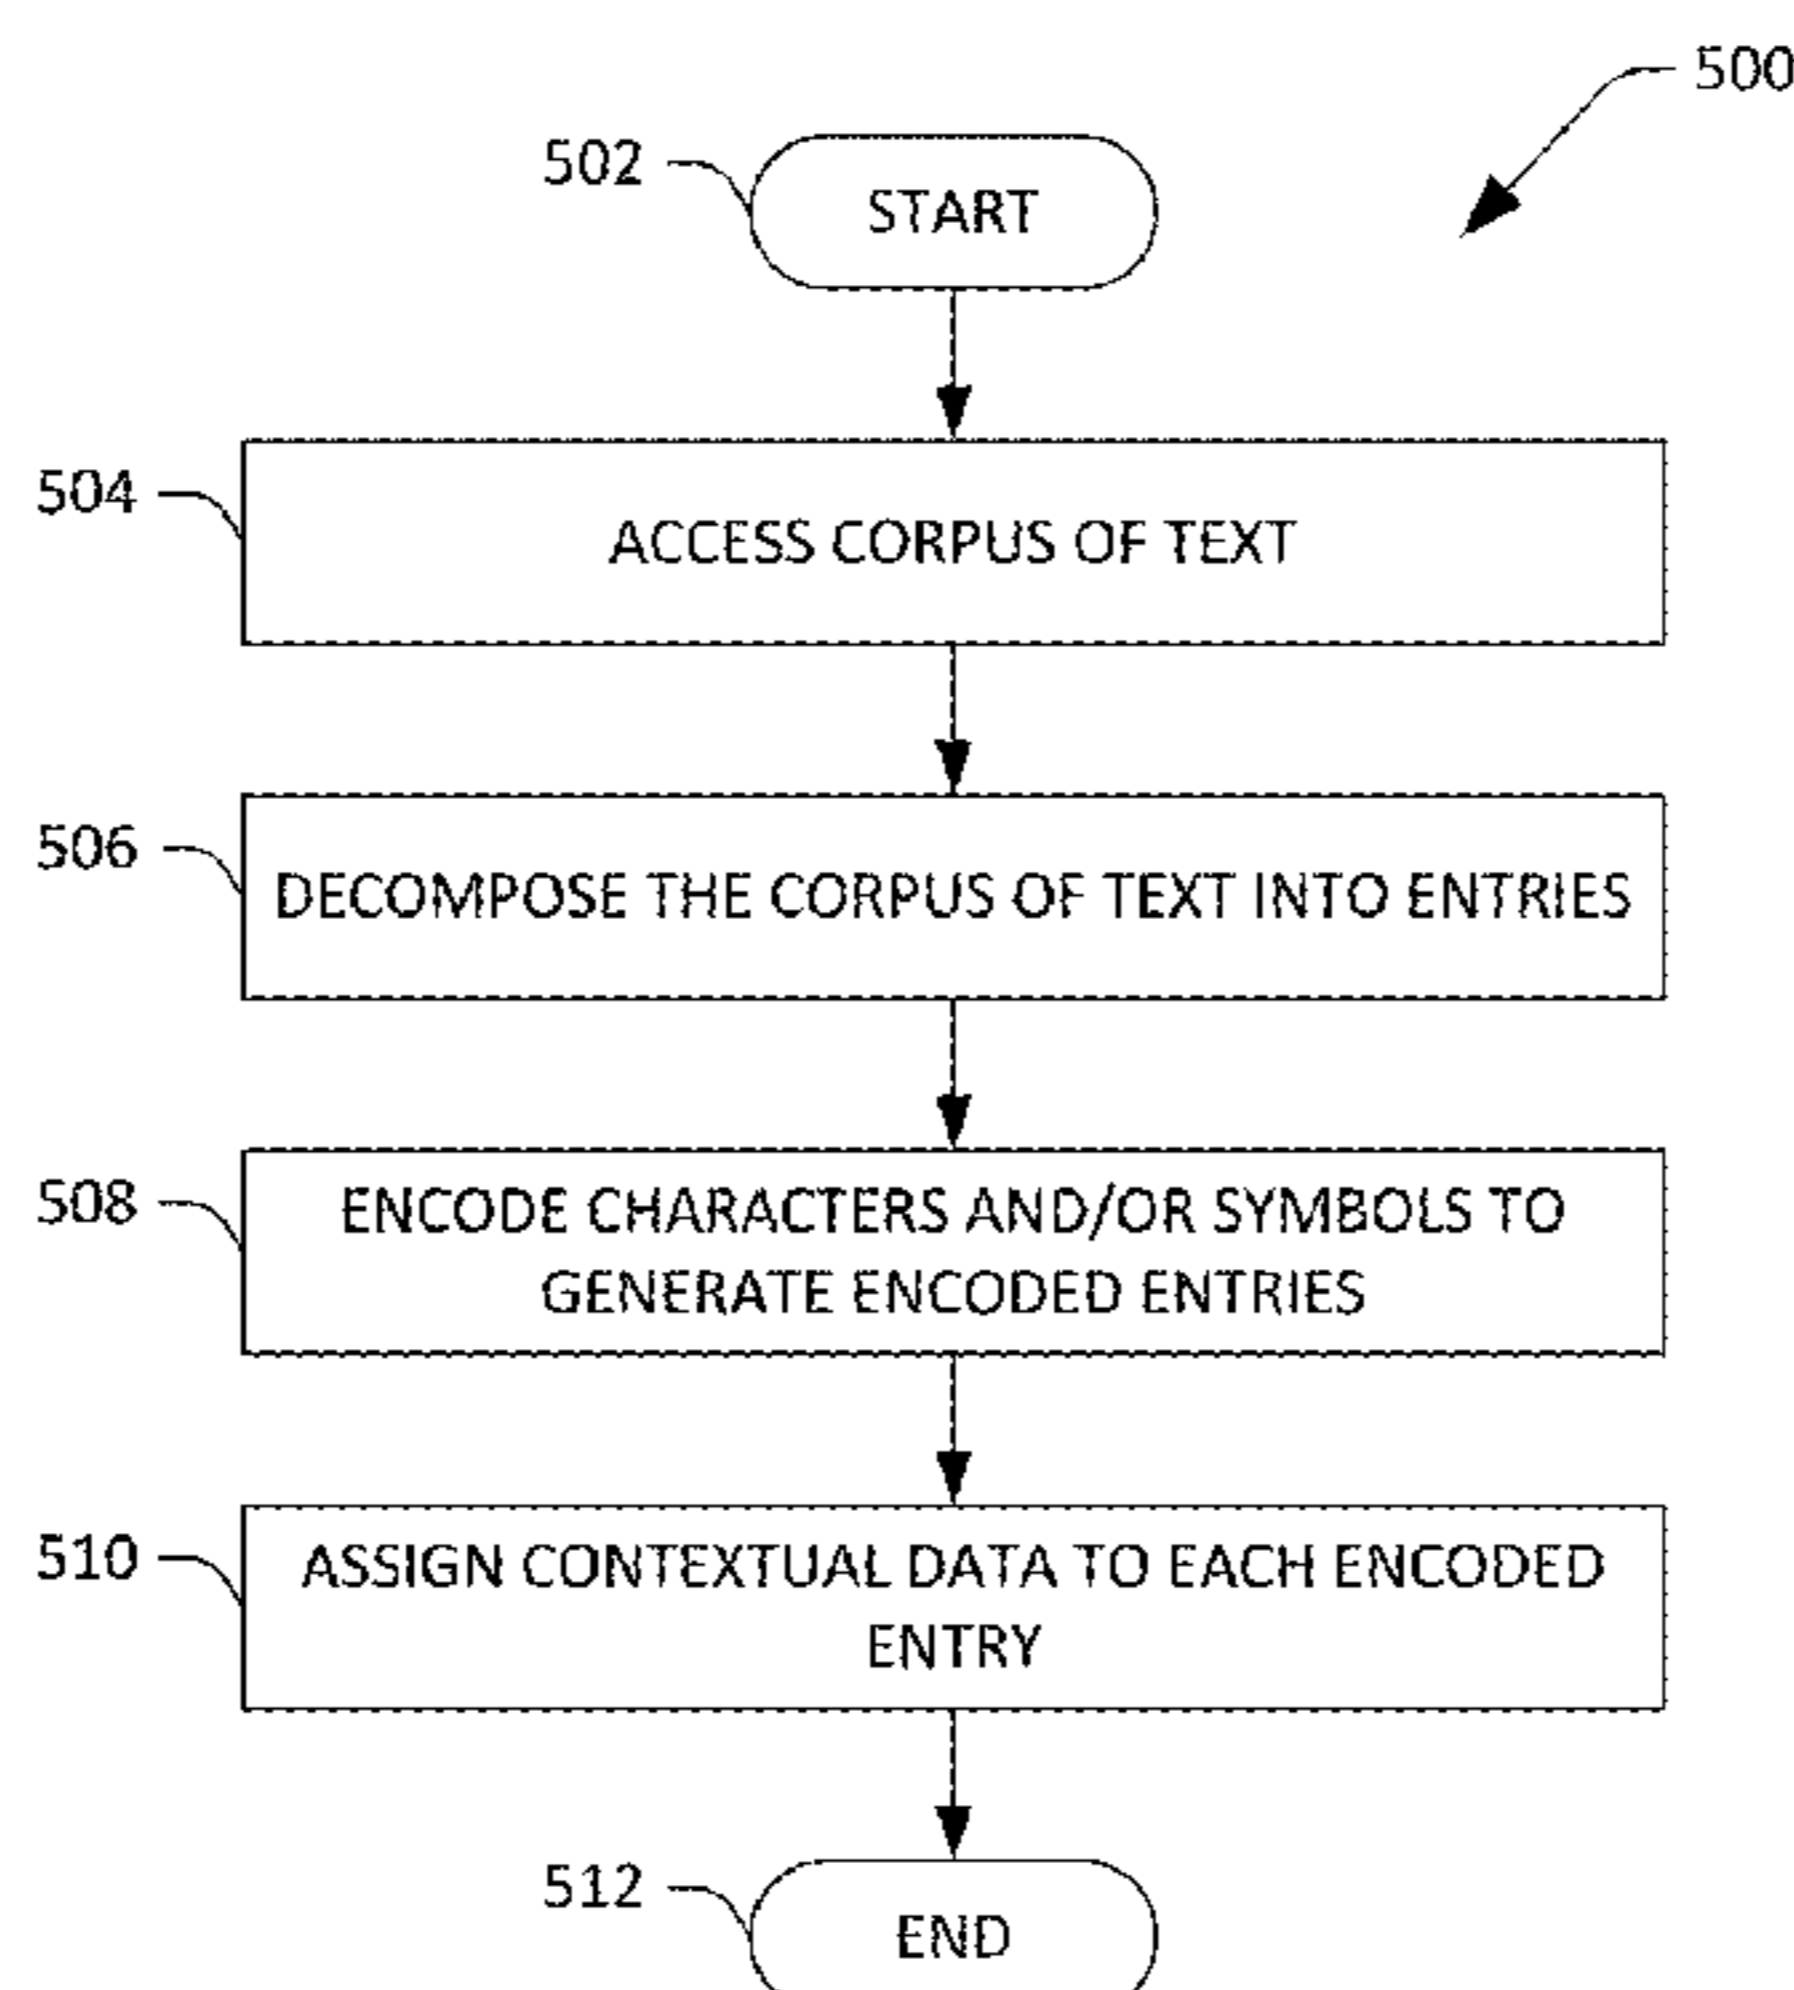 500
502
START
504
ACCESS CORPUS OF TEXT
506
DECOMPOSE THE CORPUS OF TEXT INTO ENTRIES
508
ENCODE CHARACTERS AND/OR SYMBOLS TO
GENERATE ENCODED ENTRIES
510
ASSIGN CONTEXTUAL DATA TO EACH ENCODED
ENTRY
512
END